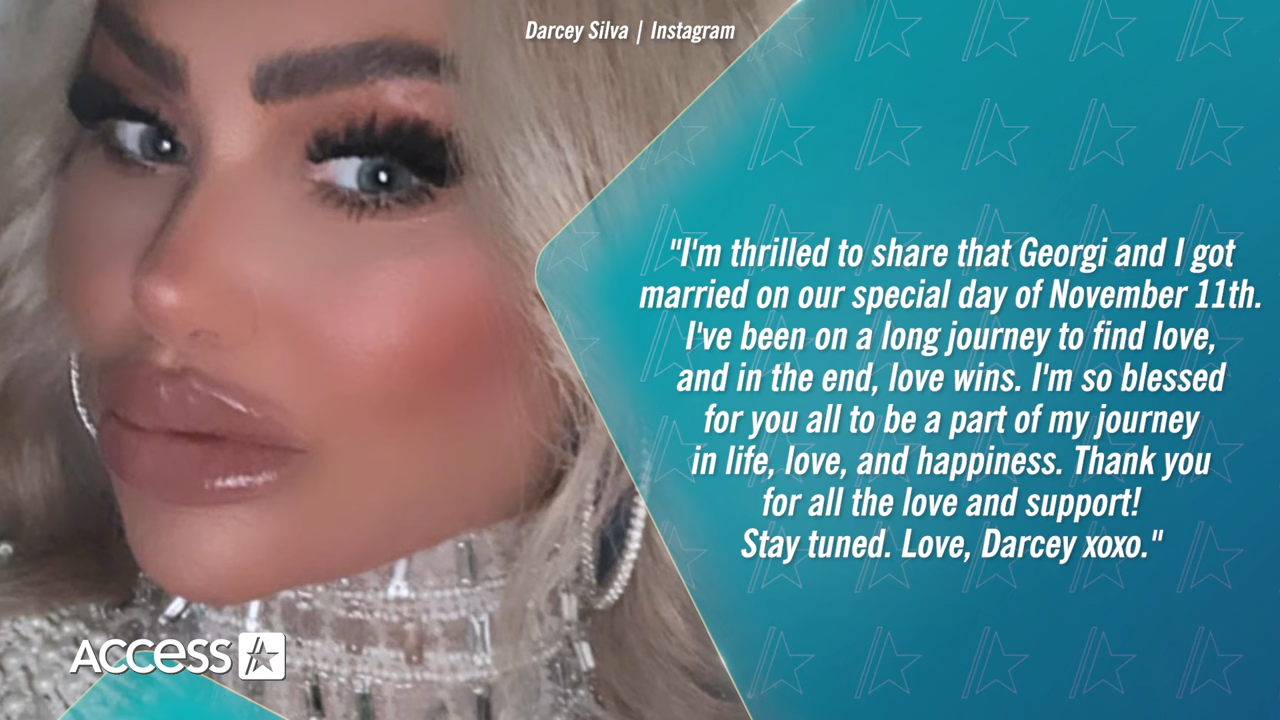 Darcey Silva | Instagram
"I'm thrilled to share that Georgi and I got
married on our special day of November 11th.
I've been on a long journey to find love,
and in the end, love wins. I'm so blessed
for you all to be a part of my journey
in life, love, and happiness. Thank you
for all the love and support!
Stay tuned. Love, Darcey xoxo."
ACCESS